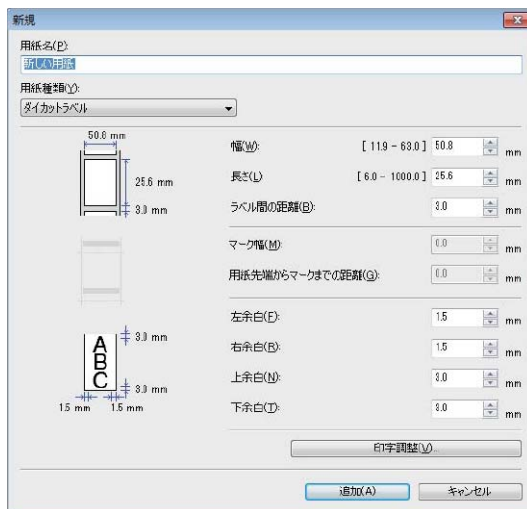 新規
用紙名(P):
新しい用紙
用紙種類(Y):
ダイカットラベル
50.8 mm
25.6 mm
3.0 mm
幅(W): [ 11.9 - 63.0 ] 50.8 mm
長さ(L) [ 6.0 - 1000.0 ] 25.6 mm
ラベル間の距離(B): 3.0 mm
マーク幅(M): 0.0 mm
用紙先端からマークまでの距離(G): 0.0 mm
3.0 mm
ABC
3.0 mm
1.5 mm 1.5 mm
左余白(F): 1.5 mm
右余白(R): 1.5 mm
上余白(N): 3.0 mm
下余白(T): 3.0 mm
印字調整(V)...
追加(A) キャンセル